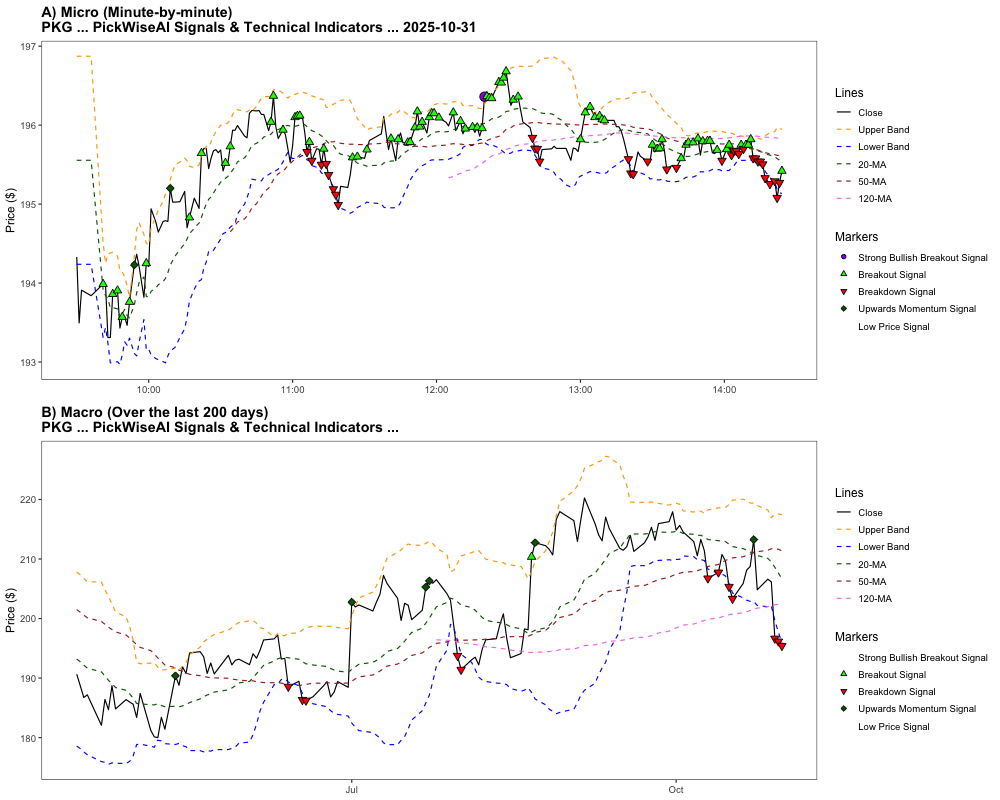 A) Micro (Minute-by-minute)
PKG ... PickWiseAI Signals & Technical Indicators ... 2025-10-31
197
196
195
194
193
Price ($)
10:00
11:00
12:00
13:00
14:00
Lines
Close
Upper Band
Lower Band
20-MA
50-MA
120-MA
Markers
Strong Bullish Breakout Signal
Breakout Signal
Breakdown Signal
Upwards Momentum Signal
Low Price Signal
B) Macro (Over the last 200 days)
PKG ... PickWiseAI Signals & Technical Indicators ...
220
210
200
190
180
Price ($)
Jul
Oct
Lines
Close
Upper Band
Lower Band
20-MA
50-MA
120-MA
Markers
Strong Bullish Breakout Signal
Breakout Signal
Breakdown Signal
Upwards Momentum Signal
Low Price Signal